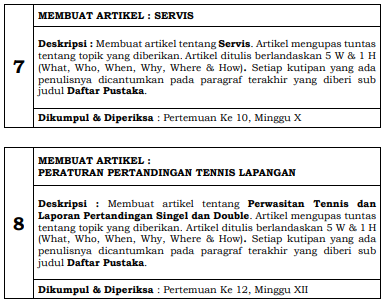 7
MEMBUAT ARTIKEL : SERVIS
Deskripsi : Membuat artikel tentang Servis. Artikel mengupas tuntas
tentang topik yang diberikan. Artikel ditulis berlandaskan 5 W & 1 H
(What, Who, When, Why, Where & How). Setiap kutipan yang ada
penulisnya dicantumkan pada paragraf terakhir yang diberi sub
judul Daftar Pustaka.
Dikumpul & Diperiksa : Pertemuan Ke 10, Minggu X
8
MEMBUAT ARTIKEL :
PERATURAN PERTANDINGAN TENNIS LAPANGAN
Deskripsi : Membuat artikel tentang Perwasitan Tennis dan
Laporan Pertandingan Singel dan Double. Artikel mengupas tuntas
tentang topik yang diberikan. Artikel ditulis berlandaskan 5 W & 1 H
(What, Who, When, Why, Where & How). Setiap kutipan yang ada
penulisnya dicantumkan pada paragraf terakhir yang diberi sub
judul Daftar Pustaka.
Dikumpul & Diperiksa : Pertemuan Ke 12, Minggu XII